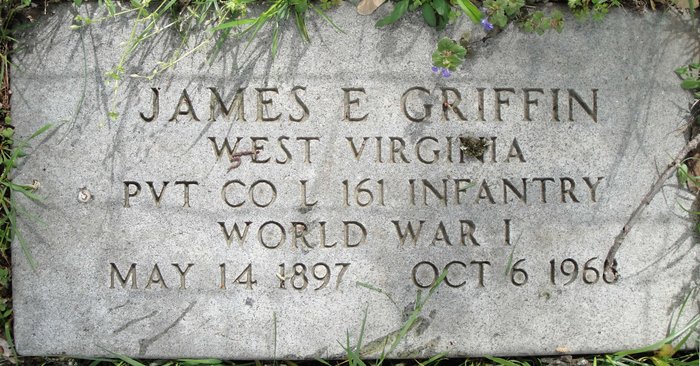 JAMES E GRIFFIN
WEST VIRGINIA
PVT CO L 161 INFANTRY
WORLD WAR I
MAY 14 1897 OCT 6 1968